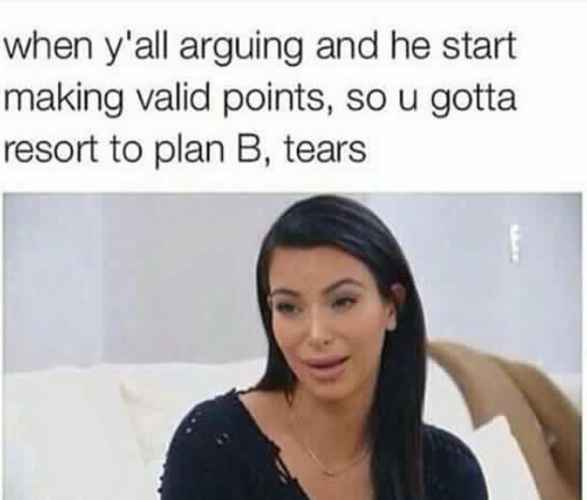 when y'all arguing and he start
making valid points, so u gotta
resort to plan B, tears